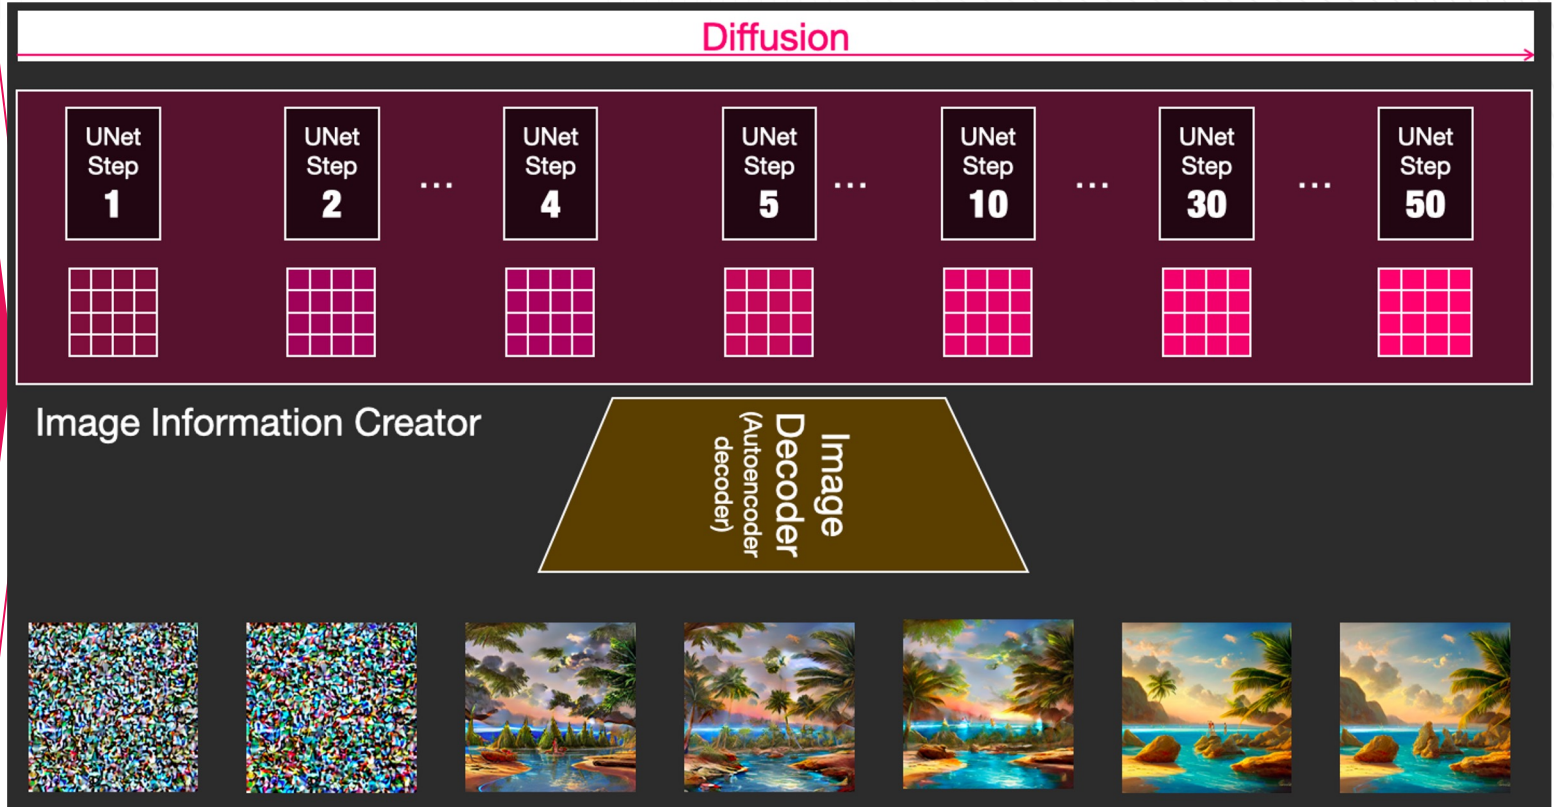 Diffusion
UNet
Step
1
UNet
Step
2
...
UNet
Step
4
UNet
Step
5
...
UNet
Step
10
...
UNet
Step
30
...
UNet
Step
50
Image Information Creator
Image
Decoder
(Autoencoder
decoder)